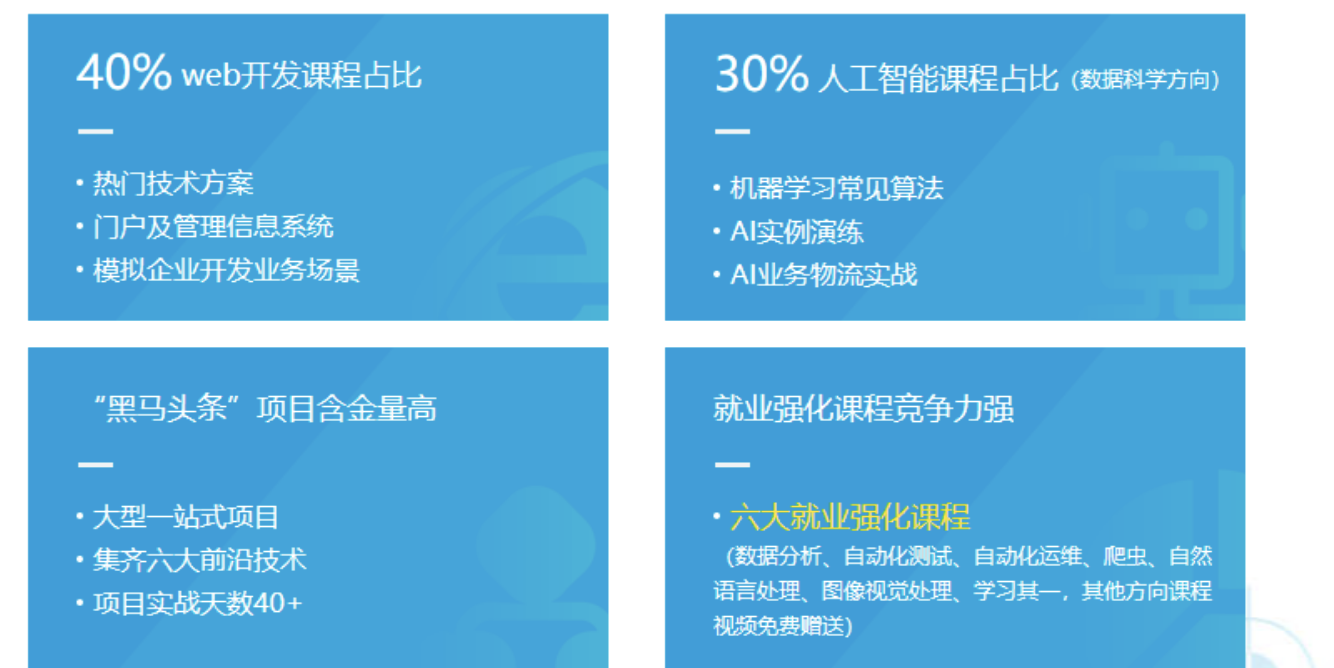 40% web开发课程占比
• 热门技术方案
• 门户及管理信息系统
• 模拟企业开发业务场景
30% 人工智能课程占比（数据科学方向）
• 机器学习常见算法
• AI实例演练
• AI业务物流实战
“黑马头条”项目含金量高
• 大型一站式项目
• 集齐六大前沿技术
• 项目实战天数40+
就业强化课程竞争力强
• 六大就业强化课程
（数据分析、自动化测试、自动化运维、爬虫、自然
语言处理、图像视觉处理、学习其一，其他方向课程
视频免费赠送）